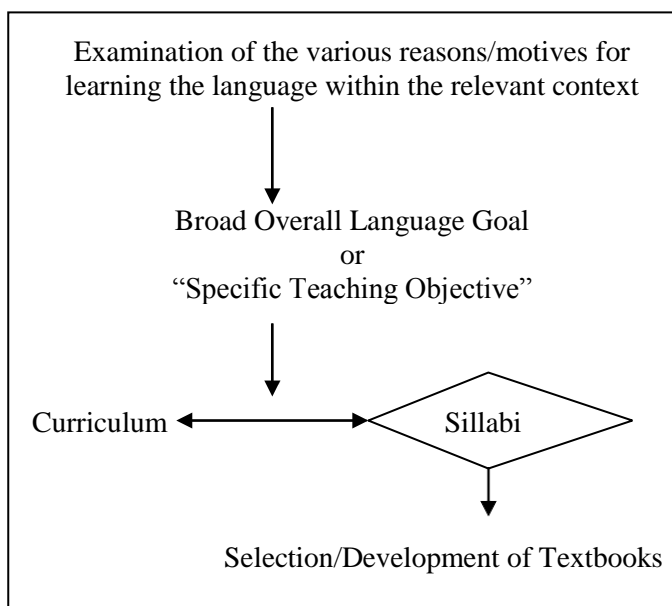 Examination of the various reasons/motives for
learning the language within the relevant context
Broad Overall Language Goal
or
“Specific Teaching Objective”
Curriculum
Sillabi
Selection/Development of Textbooks